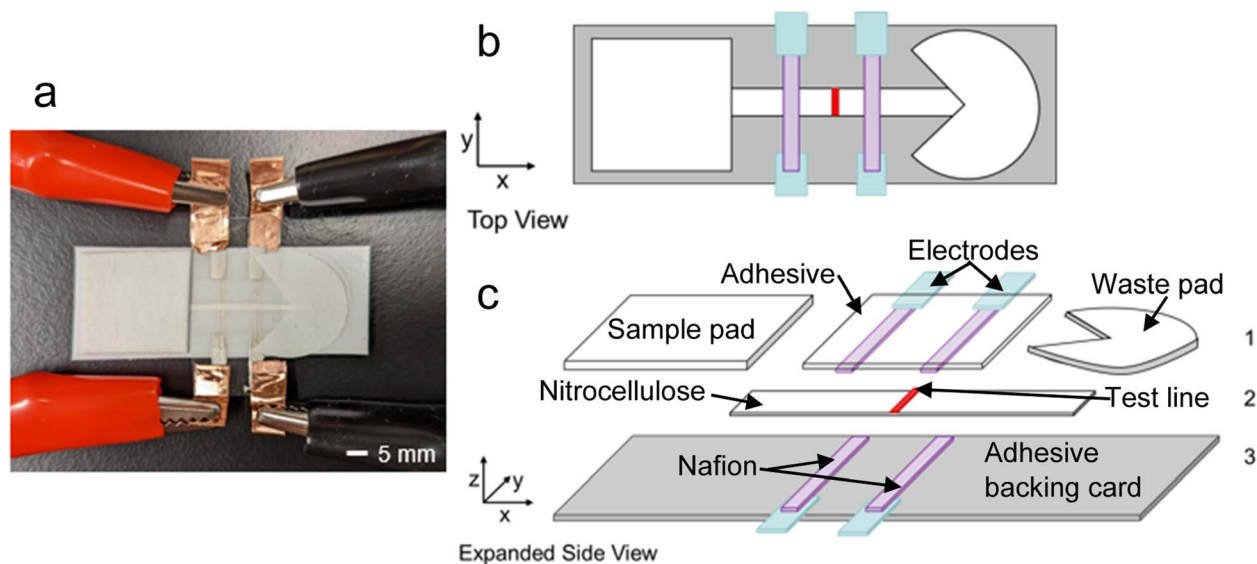 a
5 mm
b
y
x
Top View
c
Electrodes
Adhesive
Waste pad
Sample pad
1
Nitrocellulose
Test line
2
Nafion
Adhesive
backing card
3
z
y
x
Expanded Side View